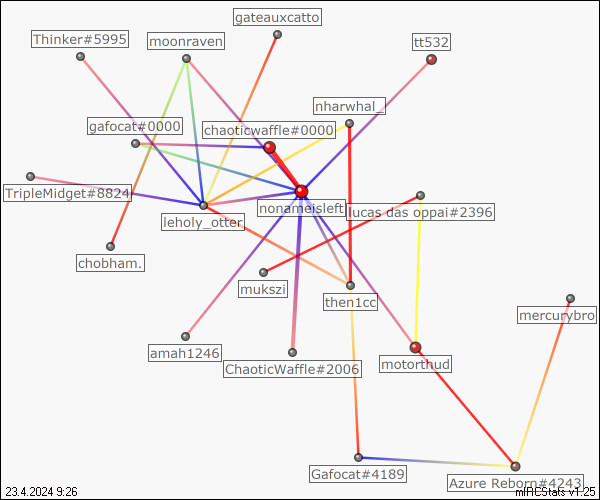 gateauxcatto
Thinker#5995
moonraven
tt532
nharwhal_
gafocat#0000
chaoticwaffle#0000
TripleMidget#8824
nonameisleft
lucas das oppai#2396
leholy_otter
chobham.
mukszi
then1cc
mercurybro
amah1246
ChaoticWaffle#2006
motorthud
Gafocat#4189
Azure Reborn#4243
23.4.2024 9:26
mIRCStats v1.25